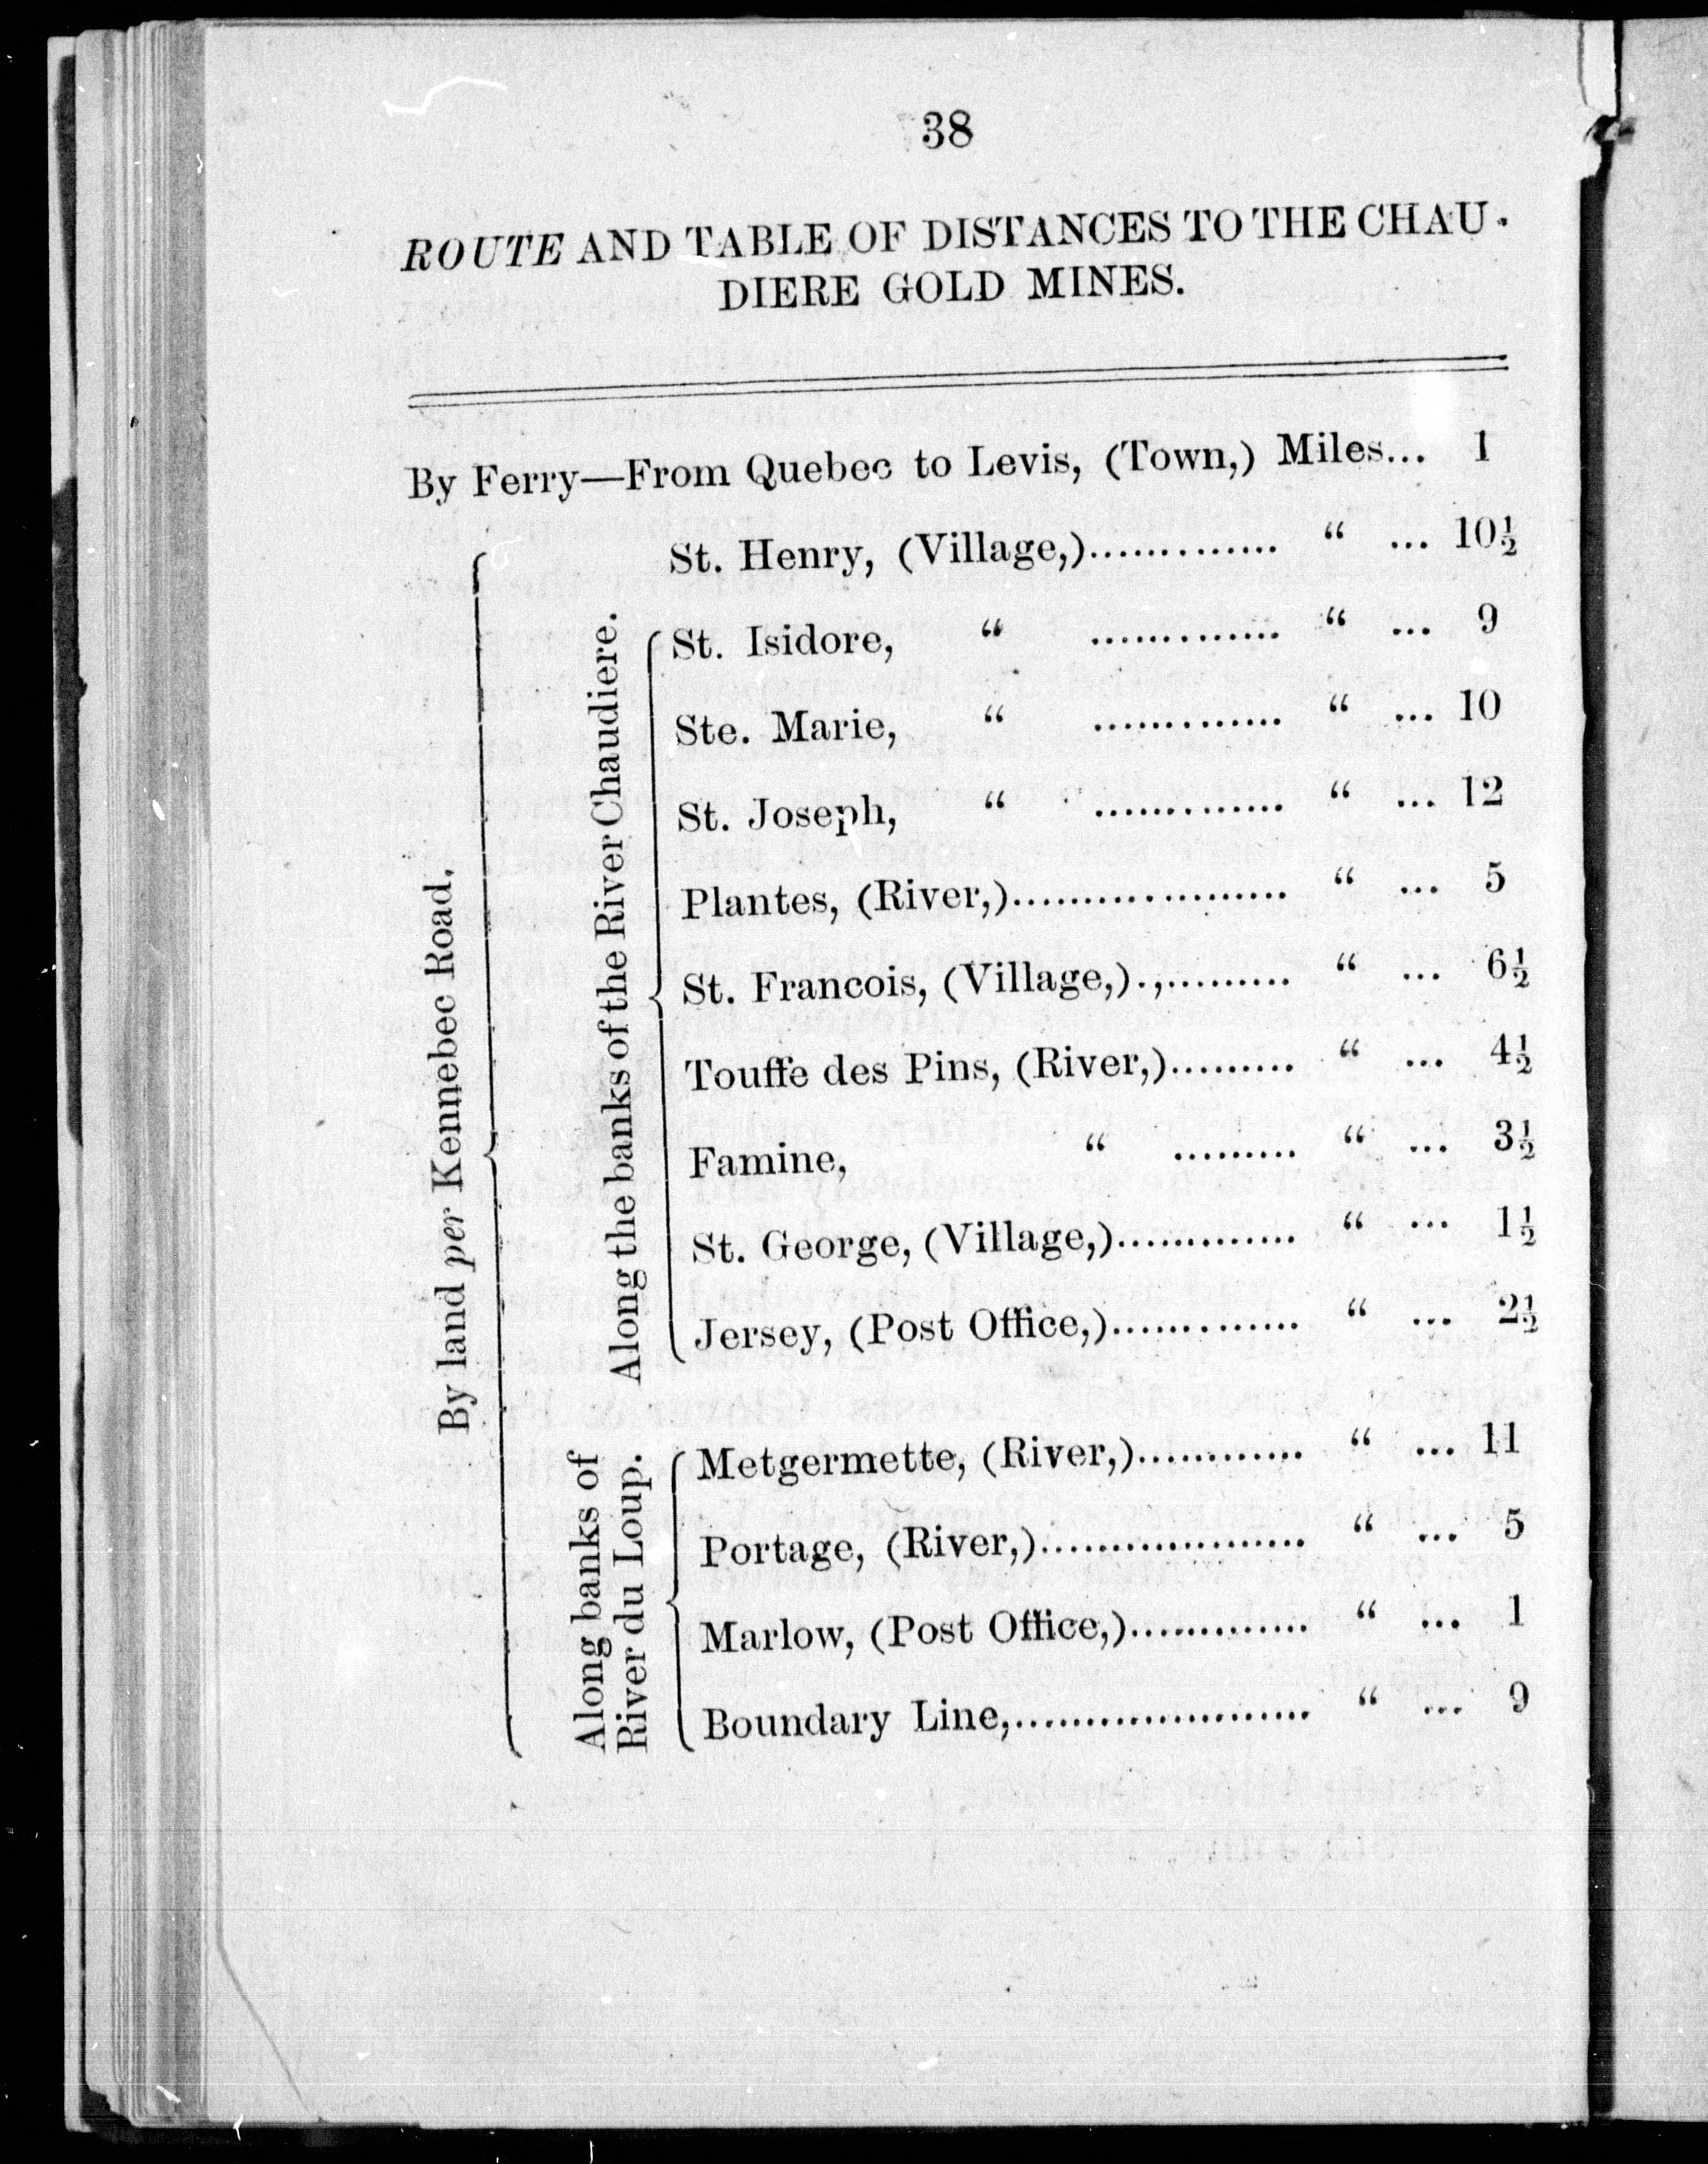 38
ROUTE AND TABLE OF DISTANCES TO THE CHAU-
DIERE GOLD MINES.
By Ferry—From Quebec to Levis, (Town,) Miles... 1
By land per Kennebec Road.
St. Henry, (Village,)............. “ ... 10½
Along the banks of the River Chaudiere.
St. Isidore, “ ............. “ ... 9
Ste. Marie, “ ............. “ ... 10
St. Joseph, “ ............. “ ... 12
Plantes, (River,)................... “ ... 5
St. Francois, (Village,).,......... “ ... 6½
Touffe des Pins, (River,)......... “ ... 4½
Famine, “ ......... “ ... 3½
St. George, (Village,)............. “ ... 1½
Jersey, (Post Office,)............. “ ... 2½
Along banks of
River du Loup.
Metgermette, (River,)............ “ ... 11
Portage, (River,)................... “ ... 5
Marlow, (Post Office,)............. “ ... 1
Boundary Line,...................... “ ... 9